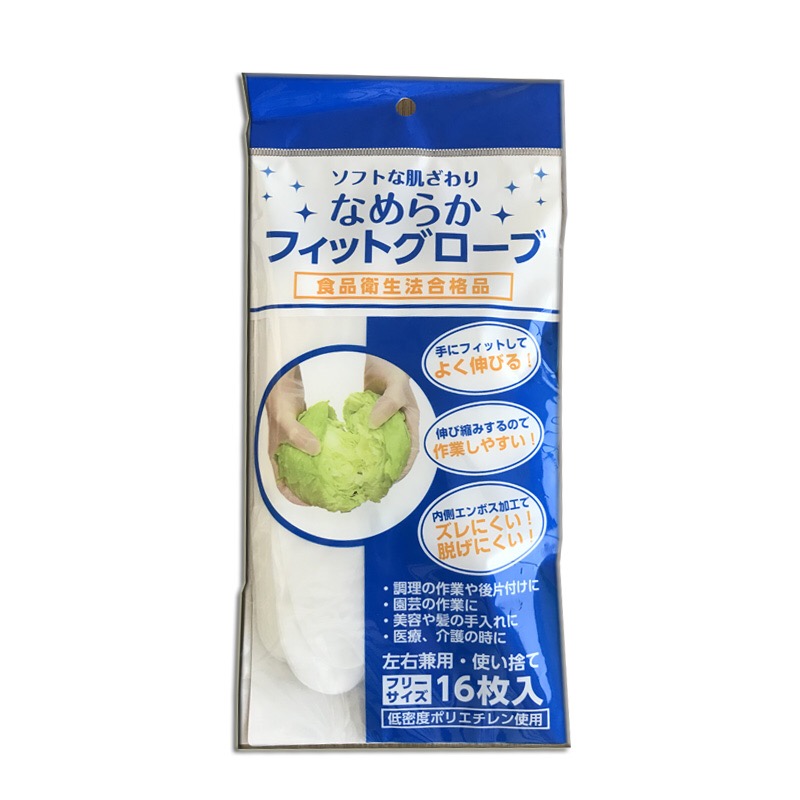 ソフトな肌ざわり
なめらか
フィットグローブ
食品衛生法合格品
手にフィットして
よく伸びる!
伸び縮みするので
作業しやすい!
内側エンボス加工で
ズレにくい!
脱げにくい!
・調理の作業や後片付けに
・園芸の作業に
・美容や髪の手入れに
・医療、介護の時に
左右兼用・使い捨て
フリーサイズ 16枚入
低密度ポリエチレン使用